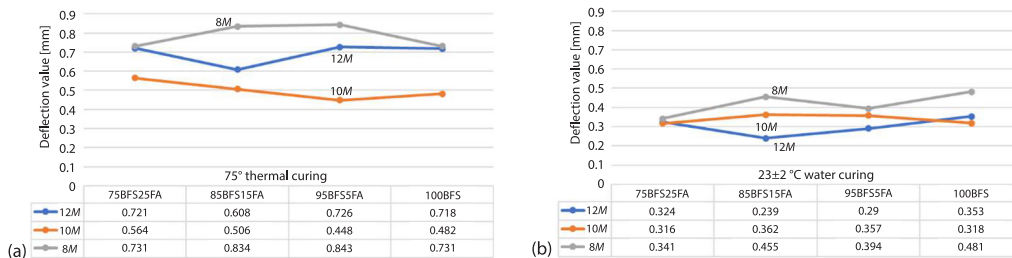 0.9
0.8
0.7
0.6
0.5
0.4
0.3
0.2
0.1
0
Deflection value [mm]
8M
12M
10M
75° thermal curing
75BFS25FA 85BFS15FA 95BFS5FA 100BFS
12M 0.721 0.608 0.726 0.718
10M 0.564 0.506 0.448 0.482
8M 0.731 0.834 0.843 0.731
(a)
0.9
0.8
0.7
0.6
0.5
0.4
0.3
0.2
0.1
0
Deflection value [mm]
8M
10M
12M
23±2 °C water curing
75BFS25FA 85BFS15FA 95BFS5FA 100BFS
12M 0.324 0.239 0.29 0.353
10M 0.316 0.362 0.357 0.318
8M 0.341 0.455 0.394 0.481
(b)